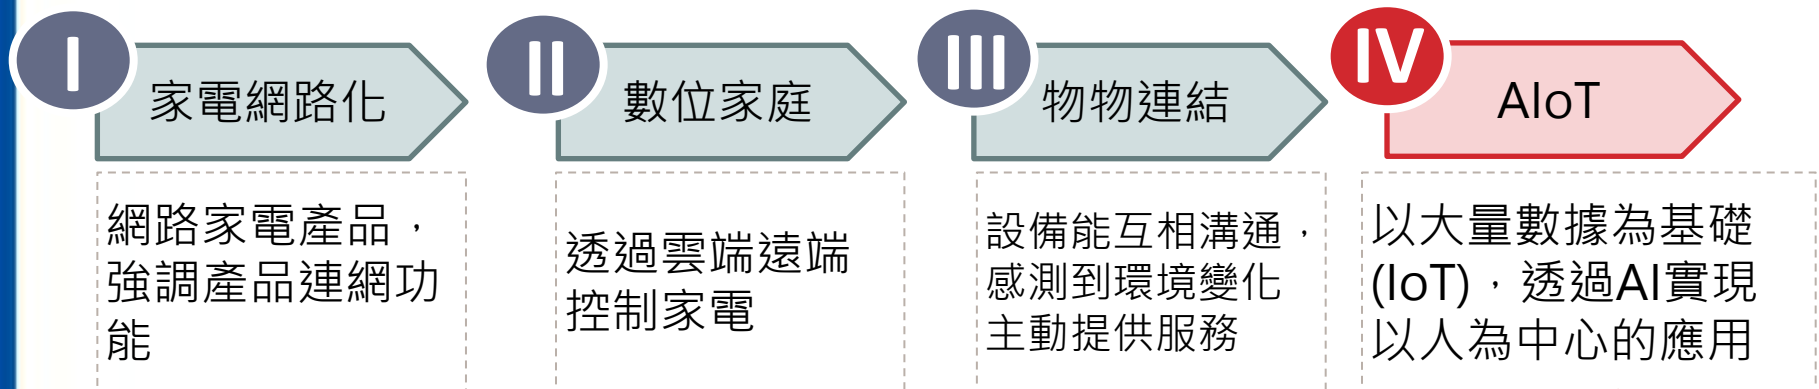 I
家電網路化
網路家電產品，
強調產品連網功
能
II
數位家庭
透過雲端遠端
控制家電
III
物物連結
設備能互相溝通，
感測到環境變化
主動提供服務
IV
AIoT
以大量數據為基礎
(IoT)，透過AI實現
以人為中心的應用